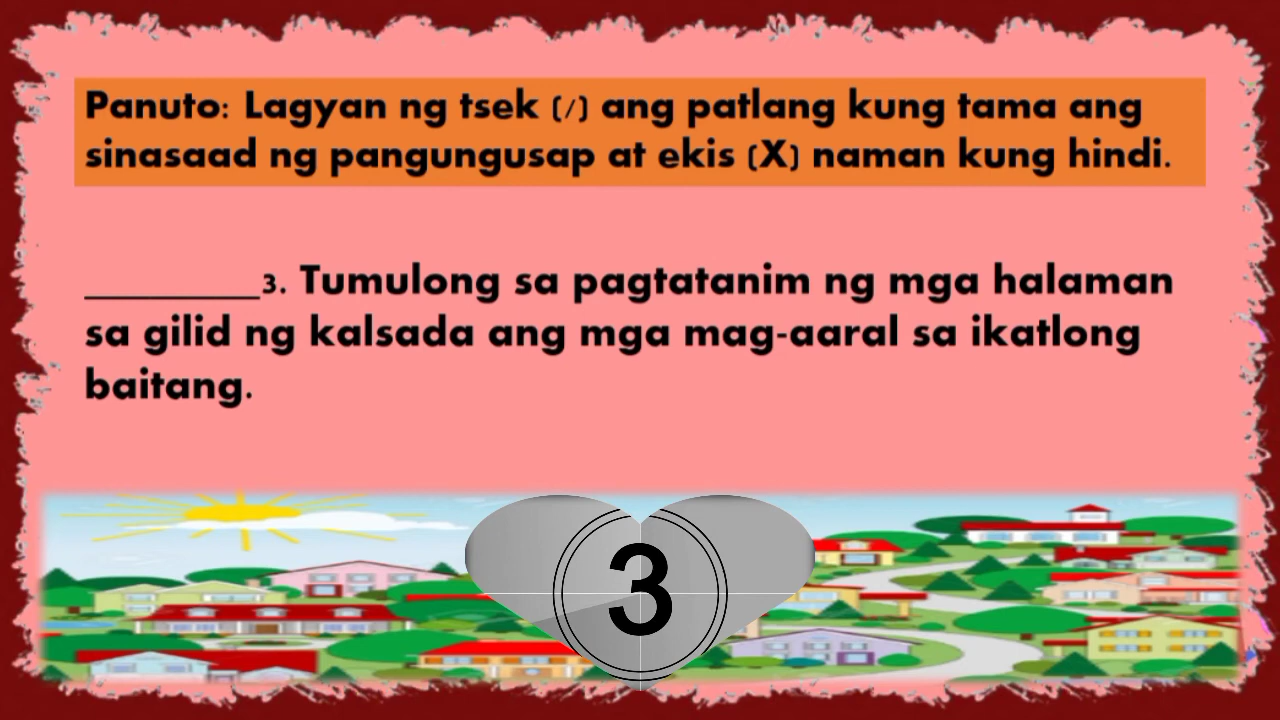 Panuto: Lagyan ng tsek (/) ang patlang kung tama ang
sinasaad ng pangungusap at ekis (X) naman kung hindi.
_________3. Tumulong sa pagtatanim ng mga halaman
sa gilid ng kalsada ang mga mag-aaral sa ikatlong
baitang.
3